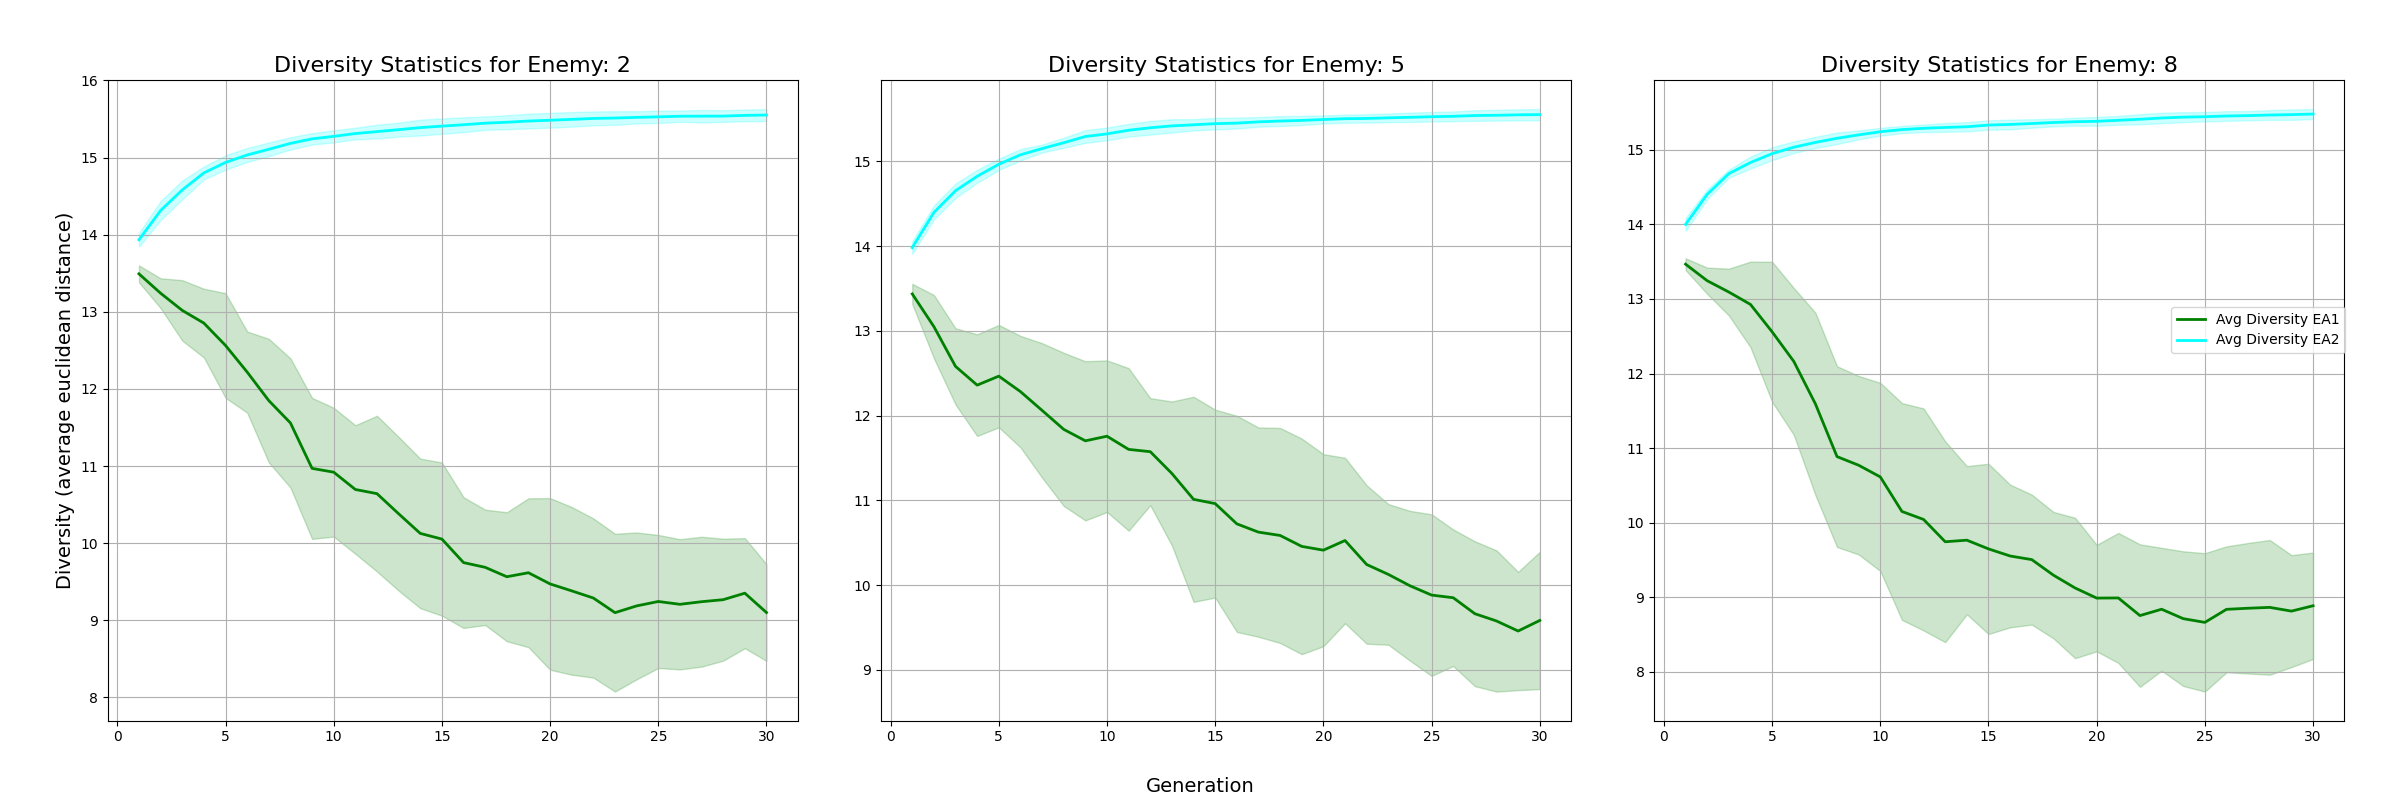 Diversity Statistics for Enemy: 2
Diversity Statistics for Enemy: 5
Diversity Statistics for Enemy: 8
Diversity (average euclidean distance)
16
15
14
13
12
11
10
9
8
0 5 10 15 20 25 30
15
14
13
12
11
10
9
0 5 10 15 20 25 30
15
14
13
12
11
10
9
8
0 5 10 15 20 25 30
Avg Diversity EA1
Avg Diversity EA2
Generation